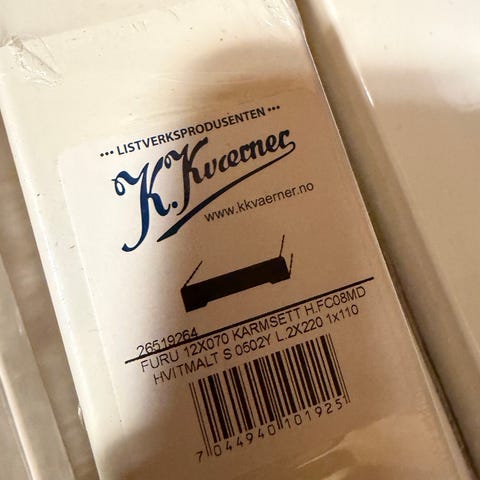 ••• LISTVERKSPRODUSENTEN •••
K. Kværner
www.kkvaerner.no
26519264
FURU 12X070 KARMSETT H.FC08MD
HVITMALT S 0502Y L.2X220 1x110
7 044940 101925